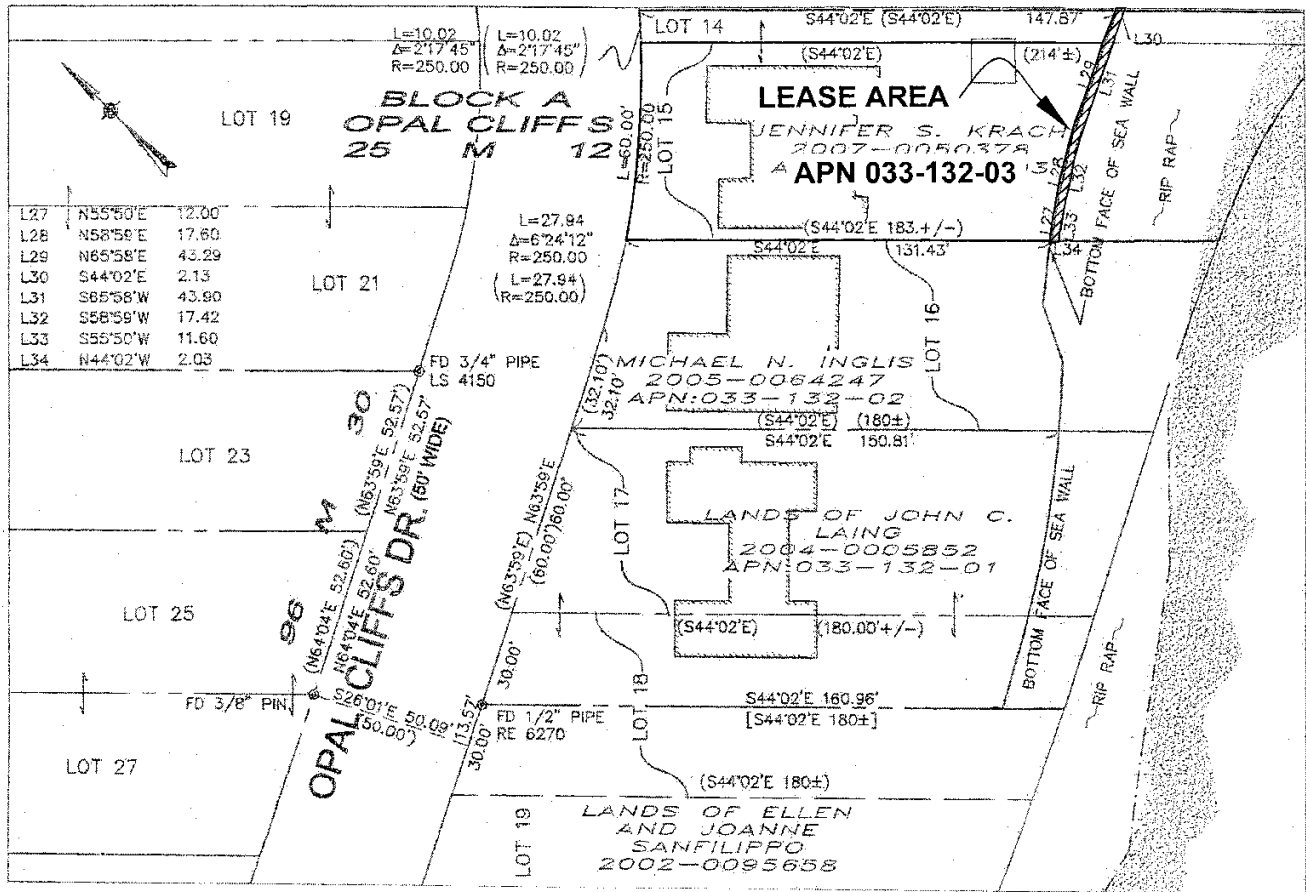 LOT 14
S44°02'E (S44°02'E)
147.87'
L30
L=10.02
Δ=2°17'45"
R=250.00
(L=10.02
Δ=2°17'45"
R=250.00)
(S44°02'E)
(214'±)
L29
L31
BLOCK A
OPAL CLIFFS
25 M 12
LOT 19
L=60.00'
R=250.00
LOT 15
LEASE AREA
JENNIFER S. KRACH
2007-0050378
APN 033-132-03
L28
L32
L27
L33
L34
BOTTOM FACE OF SEA WALL
RIP RAP
L27 N55°50'E 12.00
L28 N58°59'E 17.60
L29 N65°58'E 43.29
L30 S44°02'E 2.13
L31 S65°58'W 43.90
L32 S58°59'W 17.42
L33 S55°50'W 11.60
L34 N44°02'W 2.03
L=27.94
Δ=6°24'12"
R=250.00
(L=27.94)
(R=250.00)
(S44°02'E 183.+/-)
S44°02'E
131.43'
LOT 21
LOT 16
FD 3/4" PIPE
LS 4150
MICHAEL N. INGLIS
2005-0064247
APN:033-132-02
(32.10')
32.10'
(S44°02'E) (180±)
S44°02'E 150.81'
LOT 23
96 M 30
(N63°59'E 52.57')
N63°59'E 52.57'
OPAL CLIFFS DR. (50' WIDE)
(N63°59'E) N63°59'E
(60.00')60.00'
LOT 17
LANDS OF JOHN C.
LAING
2004-0005852
APN:033-132-01
BOTTOM FACE OF SEA WALL
LOT 25
(N64°04'E 52.60')
N64°04'E 52.60'
(S44°02'E)
(180.00'+/-)
30.00'
LOT 18
FD 3/8" PIN
S26°01'E 50.09'
[50.00')
(13.57'
30.00'
FD 1/2" PIPE
RE 6270
S44°02'E 160.96'
[S44°02'E 180±]
RIP RAP
LOT 27
(S44°02'E 180±)
LOT 19
LANDS OF ELLEN
AND JOANNE
SANFILIPPO
2002-0095658